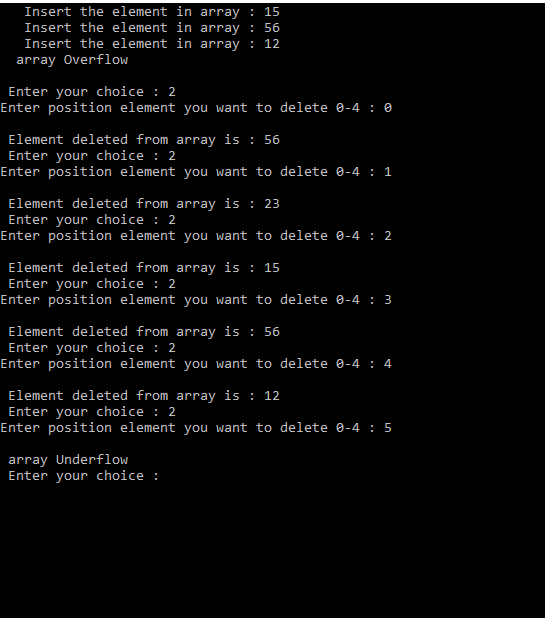 Insert the element in array : 15
Insert the element in array : 56
Insert the element in array : 12
array Overflow
Enter your choice : 2
Enter position element you want to delete 0-4 : 0
Element deleted from array is : 56
Enter your choice : 2
Enter position element you want to delete 0-4 : 1
Element deleted from array is : 23
Enter your choice : 2
Enter position element you want to delete 0-4 : 2
Element deleted from array is : 15
Enter your choice : 2
Enter position element you want to delete 0-4 : 3
Element deleted from array is : 56
Enter your choice : 2
Enter position element you want to delete 0-4 : 4
Element deleted from array is : 12
Enter your choice : 2
Enter position element you want to delete 0-4 : 5
array Underflow
Enter your choice :